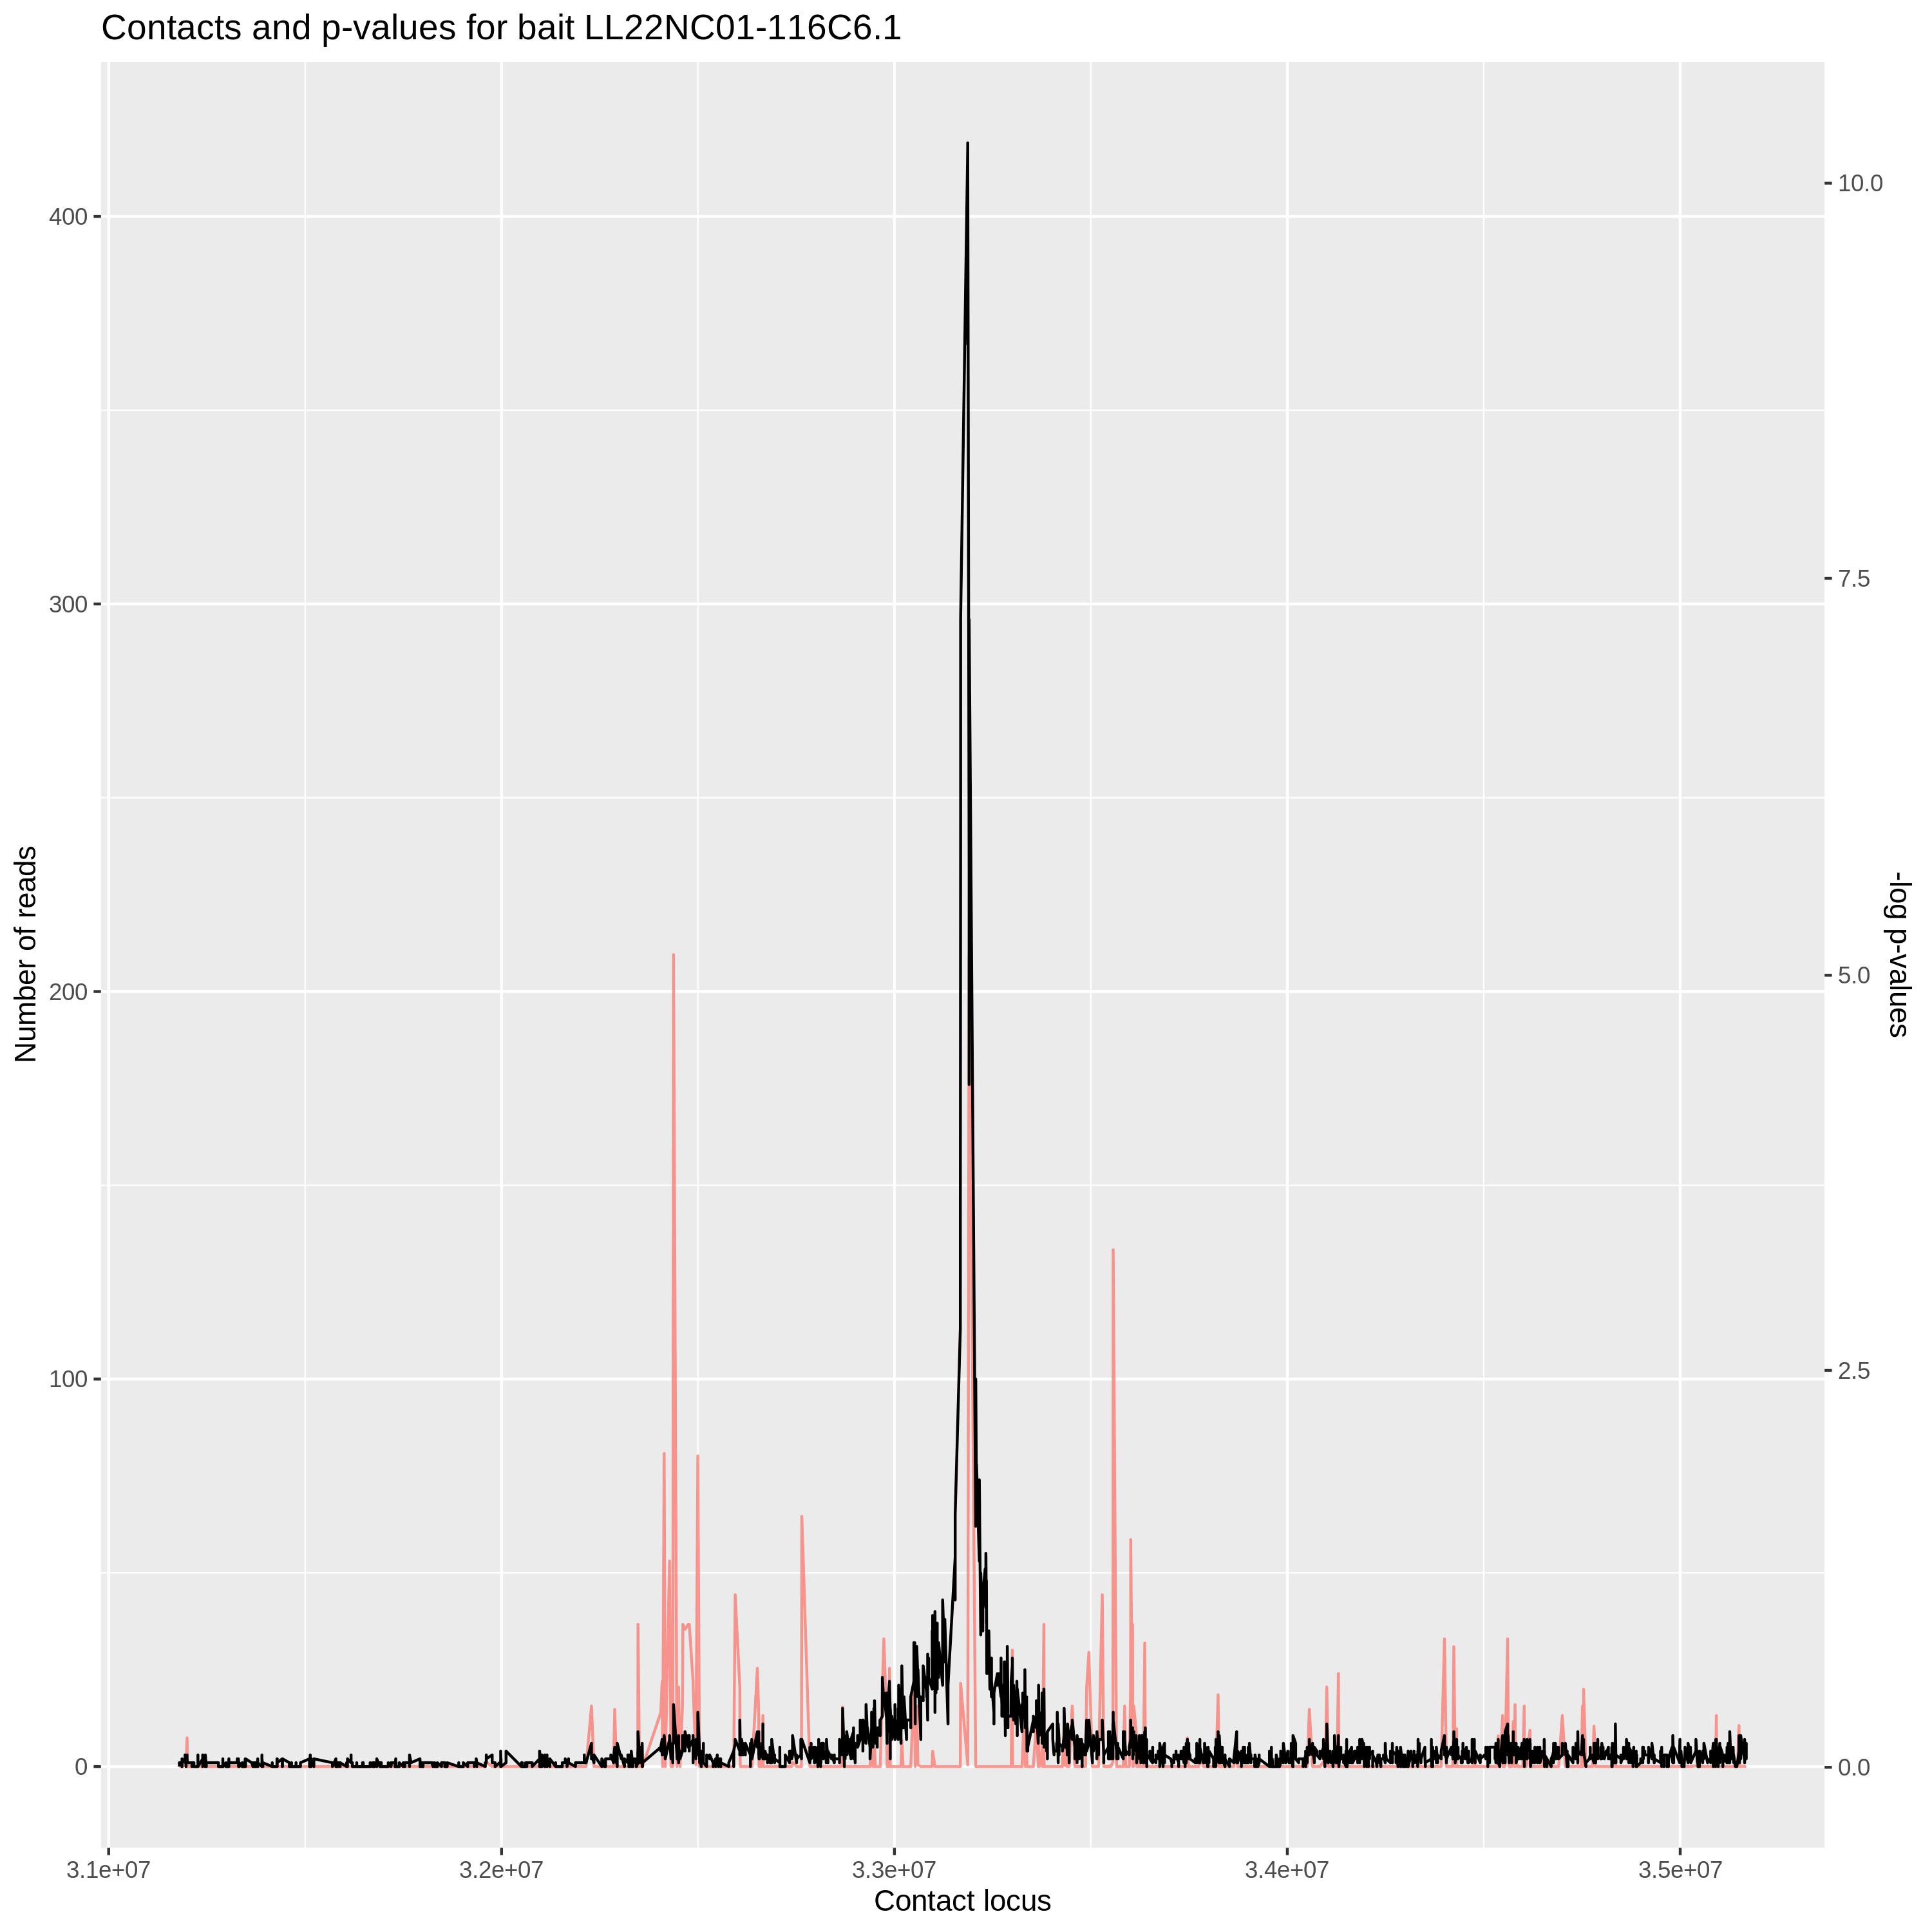 Contacts and p-values for bait LL22NC01-116C6.1
Number of reads
400
300
200
100
0
10.0
7.5
5.0
2.5
0.0
-log p-values
3.1e+07
3.2e+07
3.3e+07
3.4e+07
3.5e+07
Contact locus